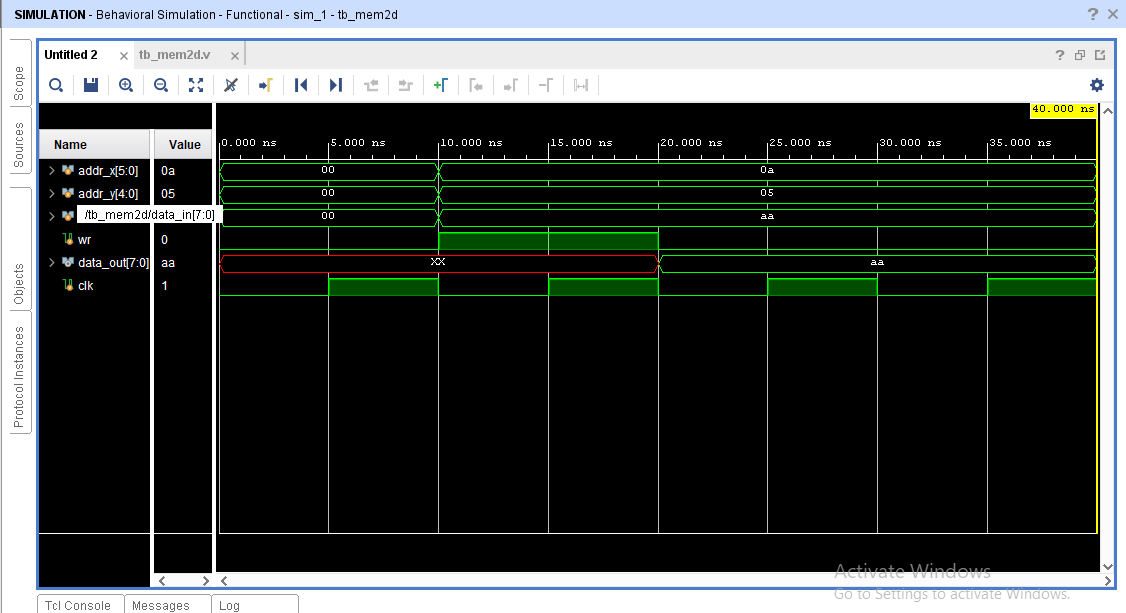 SIMULATION - Behavioral Simulation - Functional - sim_1 - tb_mem2d
? ×
Scope
Sources
Objects
Protocol Instances
Untitled 2 × tb_mem2d.v ×
?
40.000 ns
Name Value
0.000 ns 5.000 ns 10.000 ns 15.000 ns 20.000 ns 25.000 ns 30.000 ns 35.000 ns
addr_x[5:0] 0a 00 0a
addr_y[4:0] 05 00 05
/tb_mem2d/data_in[7:0] 00 aa
wr 0
data_out[7:0] aa XX aa
clk 1
Activate Windows
Go to Settings to activate Windows.
Tcl Console Messages Log